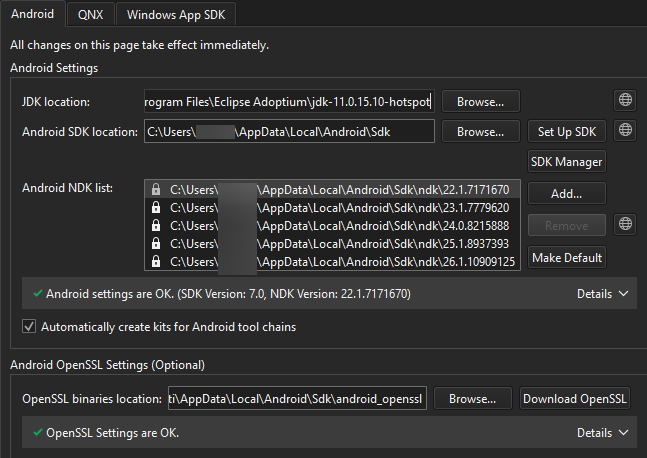 Android QNX Windows App SDK
All changes on this page take effect immediately.
Android Settings
JDK location: rogram Files\Eclipse Adoptium\jdk-11.0.15.10-hotspot Browse...
Android SDK location: C:\Users\ \AppData\Local\Android\Sdk Browse... Set Up SDK
SDK Manager
Android NDK list: C:\Users\ \AppData\Local\Android\Sdk\ndk\22.1.7171670
C:\Users\ \AppData\Local\Android\Sdk\ndk\23.1.7779620 Add...
C:\Users\ \AppData\Local\Android\Sdk\ndk\24.0.8215888 Remove
C:\Users\ \AppData\Local\Android\Sdk\ndk\25.1.8937393
C:\Users\ \AppData\Local\Android\Sdk\ndk\26.1.10909125 Make Default
Android settings are OK. (SDK Version: 7.0, NDK Version: 22.1.7171670) Details
Automatically create kits for Android tool chains
Android OpenSSL Settings (Optional)
OpenSSL binaries location: ti\AppData\Local\Android\Sdk\android_openssl Browse... Download OpenSSL
OpenSSL Settings are OK. Details